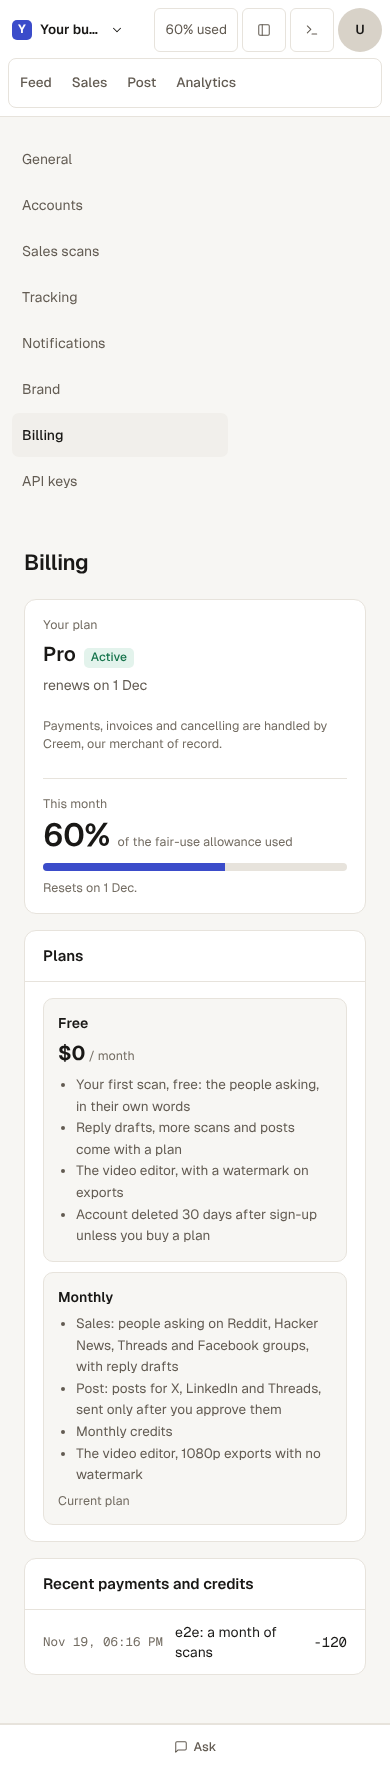 Y Your bu... 60% used U
Feed Sales Post Analytics
General
Accounts
Sales scans
Tracking
Notifications
Brand
Billing
API keys
Billing
Your plan
Pro Active
renews on 1 Dec
Payments, invoices and cancelling are handled by
Creem, our merchant of record.
This month
60% of the fair-use allowance used
Resets on 1 Dec.
Plans
Free
$0 / month
• Your first scan, free: the people asking,
in their own words
• Reply drafts, more scans and posts
come with a plan
• The video editor, with a watermark on
exports
• Account deleted 30 days after sign-up
unless you buy a plan
Monthly
• Sales: people asking on Reddit, Hacker
News, Threads and Facebook groups,
with reply drafts
• Post: posts for X, LinkedIn and Threads,
sent only after you approve them
• Monthly credits
• The video editor, 1080p exports with no
watermark
Current plan
Recent payments and credits
Nov 19, 06:16 PM e2e: a month of -120
scans
Ask